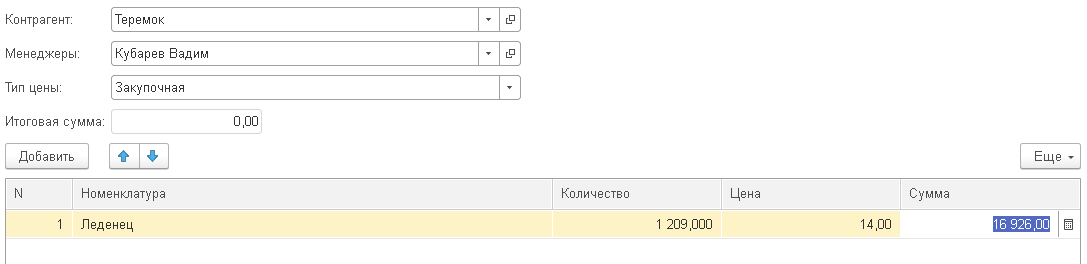 Контрагент: Теремок
Менеджеры: Кубарев Вадим
Тип цены: Закупочная
Итоговая сумма: 0,00
Добавить Еще
N Номенклатура Количество Цена Сумма
1 Леденец 1 209,000 14,00 16 926,00